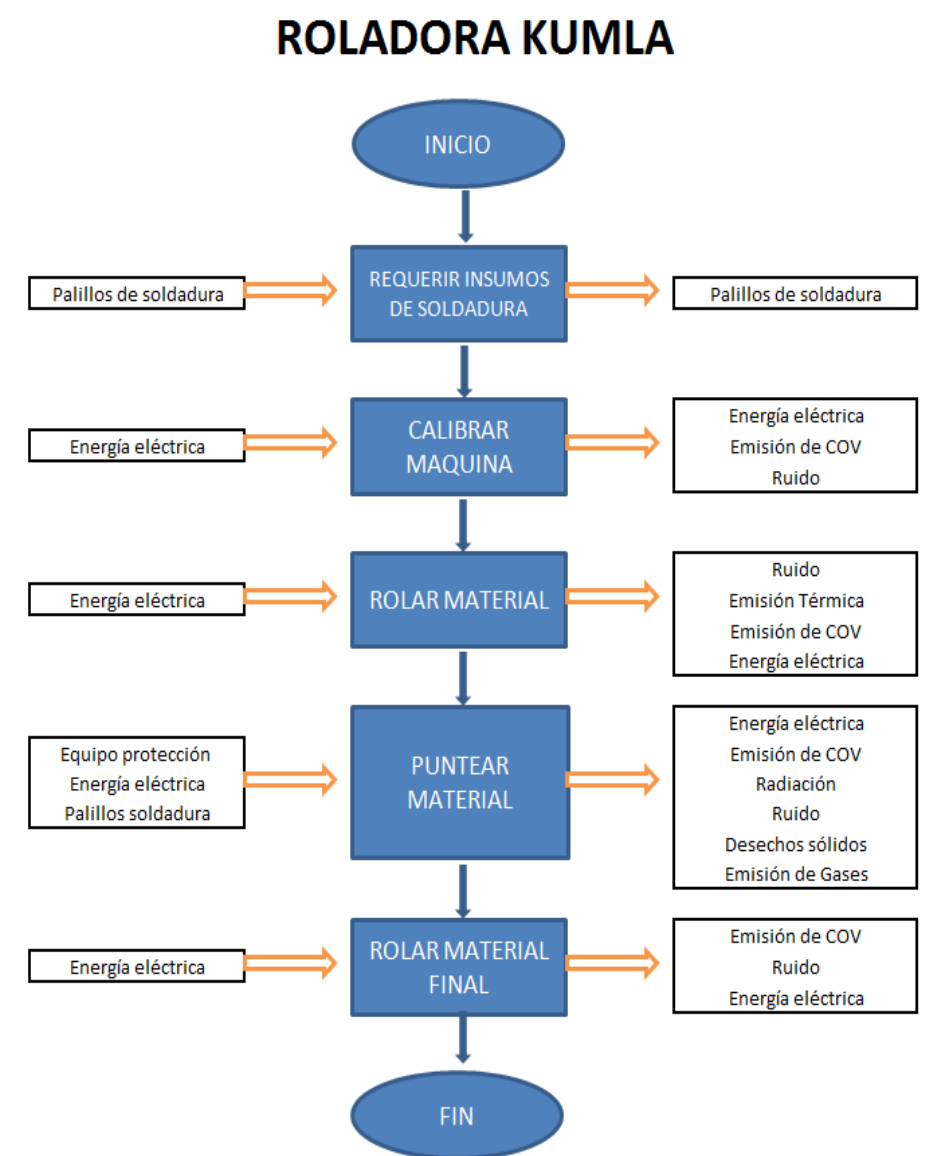 ROLADORA KUMLA
INICIO
Palillos de soldadura
REQUERIR INSUMOS
DE SOLDADURA
Palillos de soldadura
Energía eléctrica
CALIBRAR
MAQUINA
Energía eléctrica
Emisión de COV
Ruido
Energía eléctrica
ROLAR MATERIAL
Ruido
Emisión Térmica
Emisión de COV
Energía eléctrica
Equipo protección
Energía eléctrica
Palillos soldadura
PUNTEAR
MATERIAL
Energía eléctrica
Emisión de COV
Radiación
Ruido
Desechos sólidos
Emisión de Gases
Energía eléctrica
ROLAR MATERIAL
FINAL
Emisión de COV
Ruido
Energía eléctrica
FIN